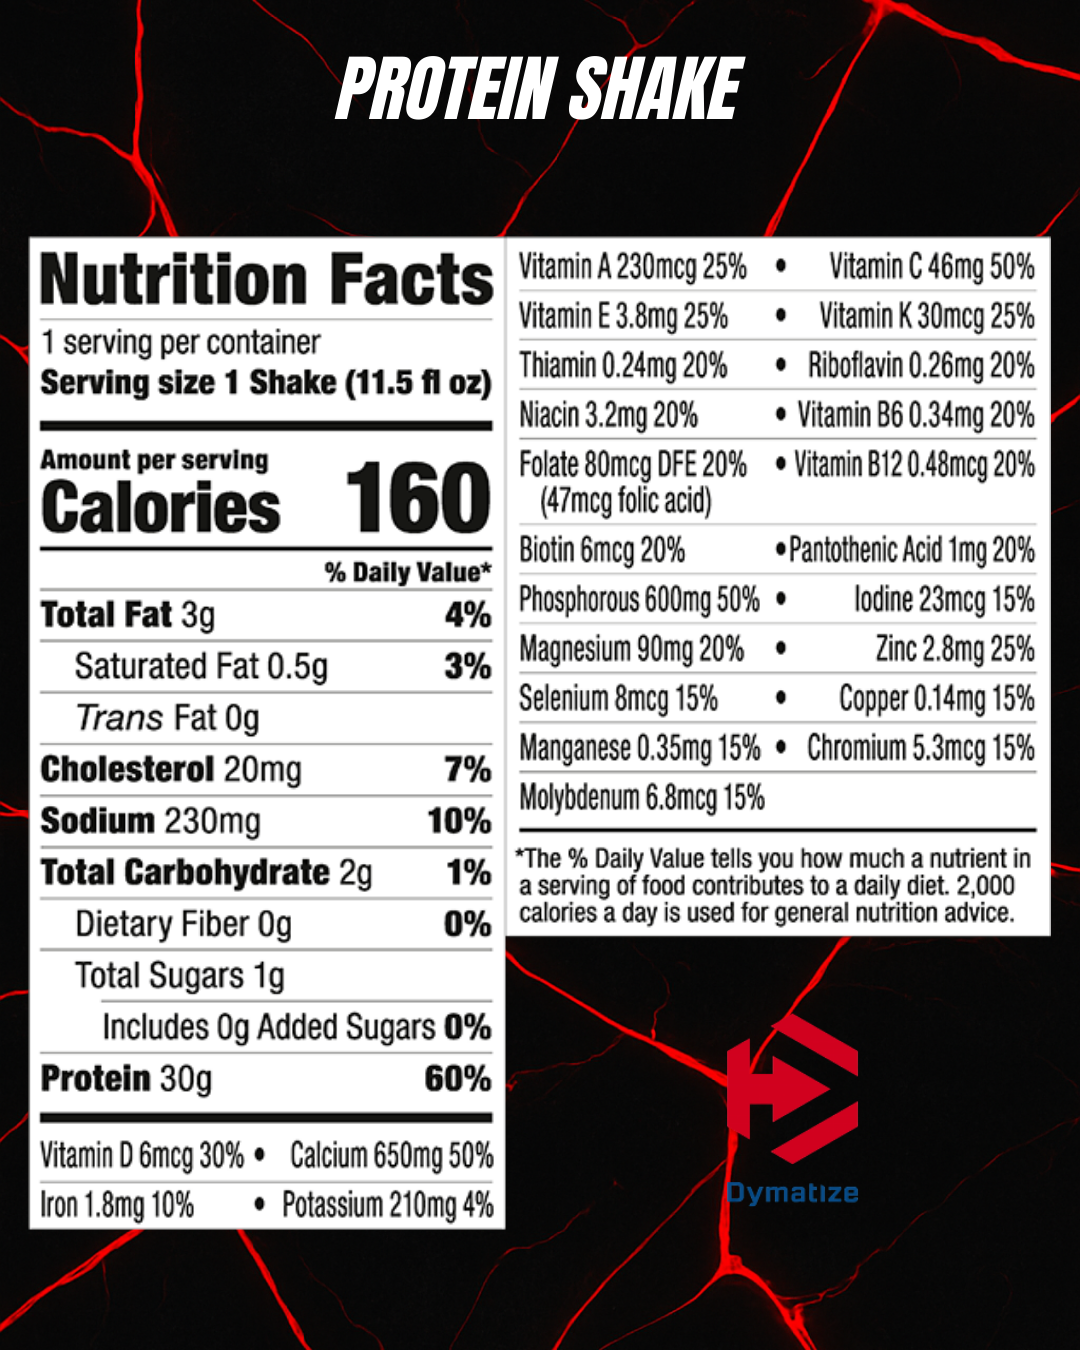 PROTEIN SHAKE
Nutrition Facts
1 serving per container
Serving size 1 Shake (11.5 fl oz)
Amount per serving
Calories 160
% Daily Value*
Total Fat 3g 4%
Saturated Fat 0.5g 3%
Trans Fat 0g
Cholesterol 20mg 7%
Sodium 230mg 10%
Total Carbohydrate 2g 1%
Dietary Fiber 0g 0%
Total Sugars 1g
Includes 0g Added Sugars 0%
Protein 30g 60%
Vitamin D 6mcg 30% • Calcium 650mg 50%
Iron 1.8mg 10% • Potassium 210mg 4%
Vitamin A 230mcg 25% • Vitamin C 46mg 50%
Vitamin E 3.8mg 25% • Vitamin K 30mcg 25%
Thiamin 0.24mg 20% • Riboflavin 0.26mg 20%
Niacin 3.2mg 20% • Vitamin B6 0.34mg 20%
Folate 80mcg DFE 20% • Vitamin B12 0.48mcg 20%
(47mcg folic acid)
Biotin 6mcg 20% • Pantothenic Acid 1mg 20%
Phosphorous 600mg 50% • Iodine 23mcg 15%
Magnesium 90mg 20% • Zinc 2.8mg 25%
Selenium 8mcg 15% • Copper 0.14mg 15%
Manganese 0.35mg 15% • Chromium 5.3mcg 15%
Molybdenum 6.8mcg 15%
*The % Daily Value tells you how much a nutrient in
a serving of food contributes to a daily diet. 2,000
calories a day is used for general nutrition advice.
Dymatize